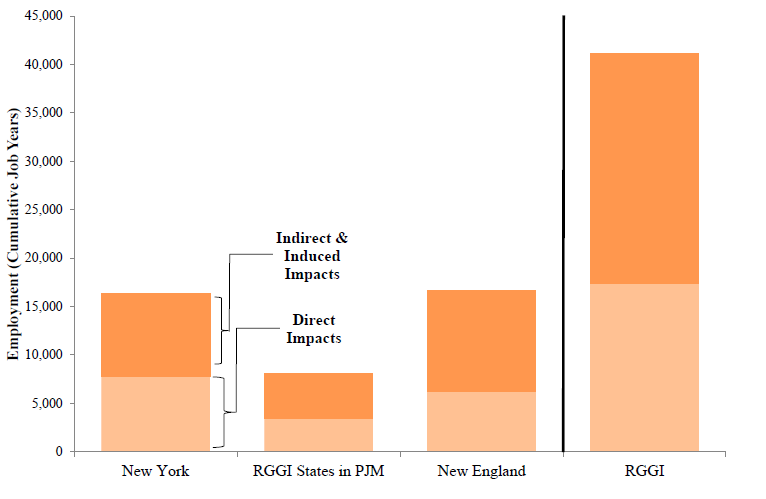 45,000
40,000
35,000
30,000
25,000
20,000
15,000
10,000
5,000
0
Employment (Cumulative Job Years)
Indirect &
Induced
Impacts
Direct
Impacts
New York
RGGI States in PJM
New England
RGGI